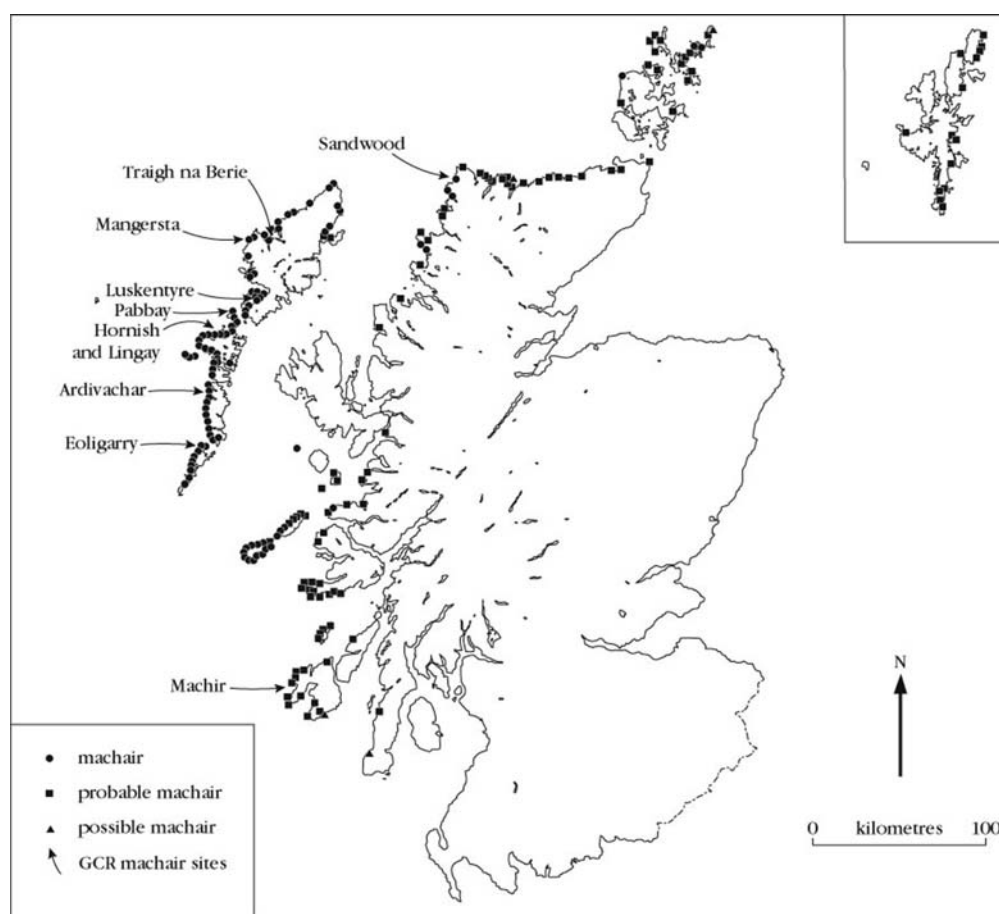 Sandwood
Traigh na Berie
Mangersta
Luskentyre
Pabbay
Hornish
and Lingay
Ardivachar
Eoligarry
Machir
N
machair
probable machair
possible machair
GCR machair sites
0 kilometres 100